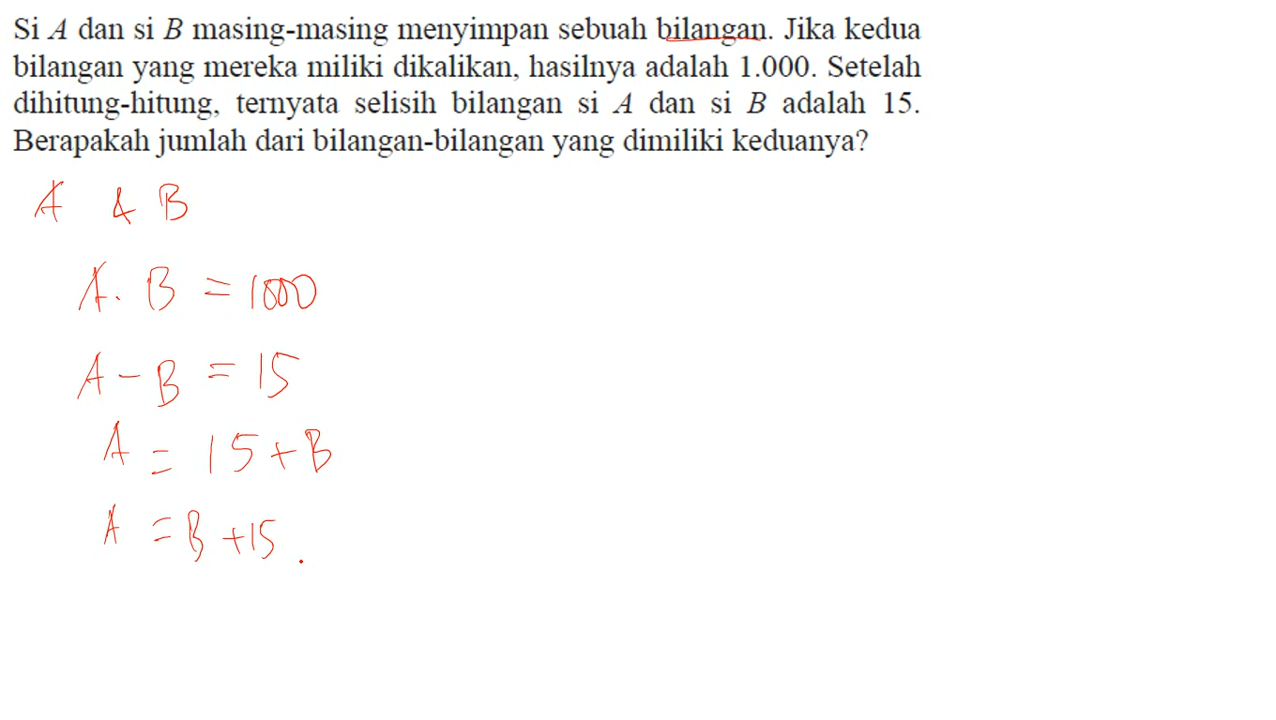 Si A dan si B masing-masing menyimpan sebuah bilangan. Jika kedua
bilangan yang mereka miliki dikalikan, hasilnya adalah 1.000. Setelah
dihitung-hitung, ternyata selisih bilangan si A dan si B adalah 15.
Berapakah jumlah dari bilangan-bilangan yang dimiliki keduanya?
A & B
A . B = 1000
A - B = 15
A = 15 + B
A = B + 15 .